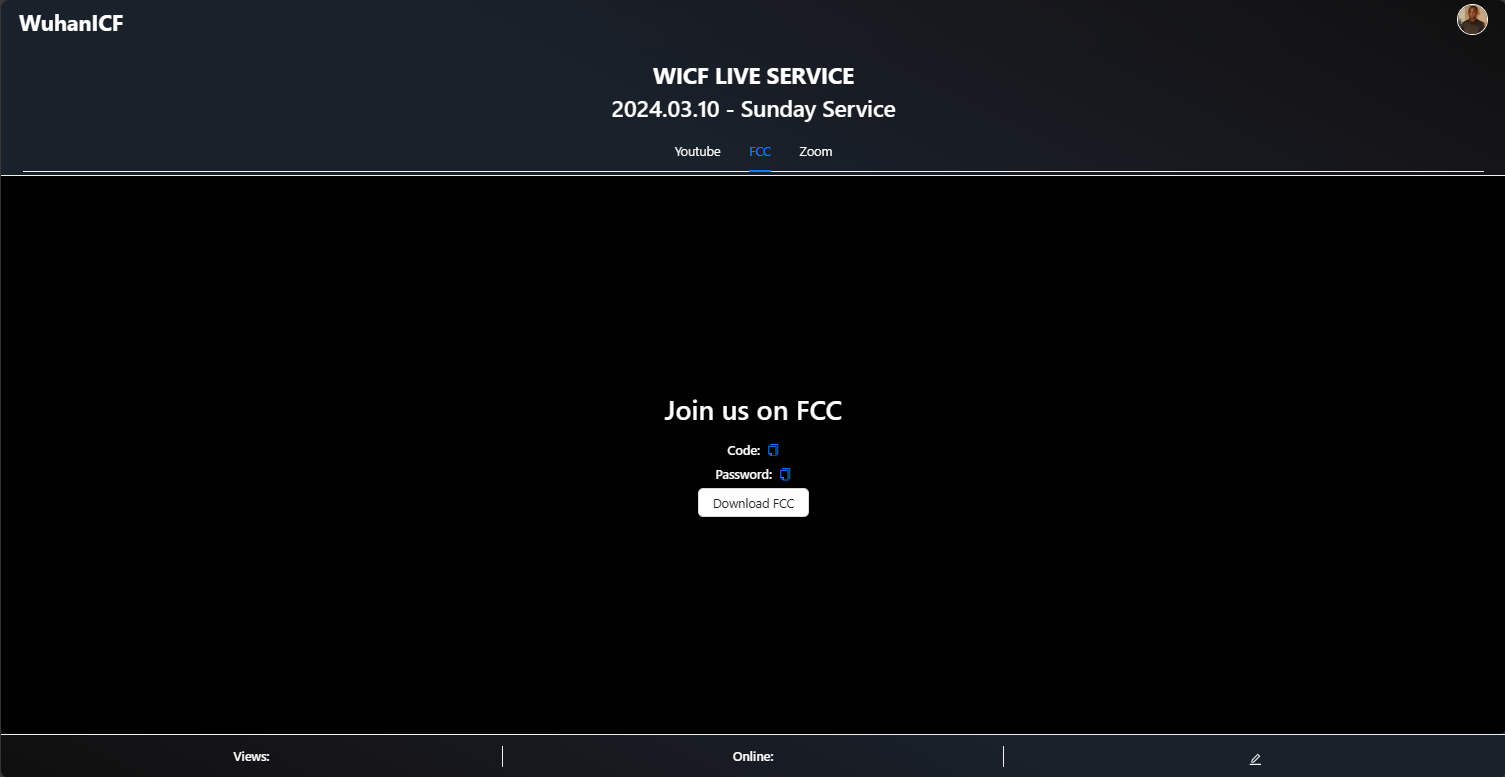 WuhanICF
WICF LIVE SERVICE
2024.03.10 - Sunday Service
Youtube FCC Zoom
Join us on FCC
Code:
Password:
Download FCC
Views: Online: